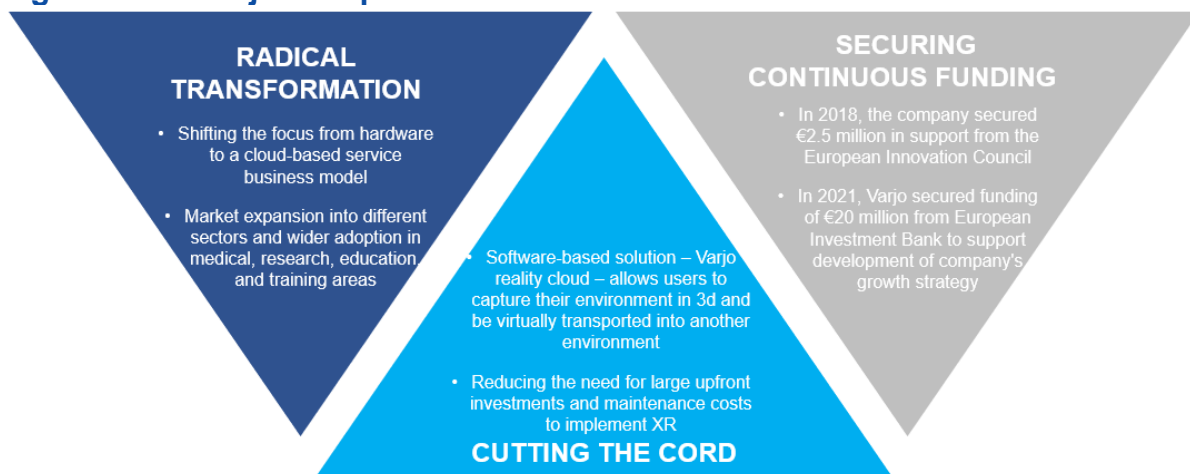 RADICAL
TRANSFORMATION
• Shifting the focus from hardware
to a cloud-based service
business model
• Market expansion into different
sectors and wider adoption in
medical, research, education,
and training areas
• Software-based solution – Varjo
reality cloud – allows users to
capture their environment in 3d and
be virtually transported into another
environment
• Reducing the need for large upfront
investments and maintenance costs
to implement XR
CUTTING THE CORD
SECURING
CONTINUOUS FUNDING
• In 2018, the company secured
€2.5 million in support from the
European Innovation Council
• In 2021, Varjo secured funding
of €20 million from European
Investment Bank to support
development of company's
growth strategy